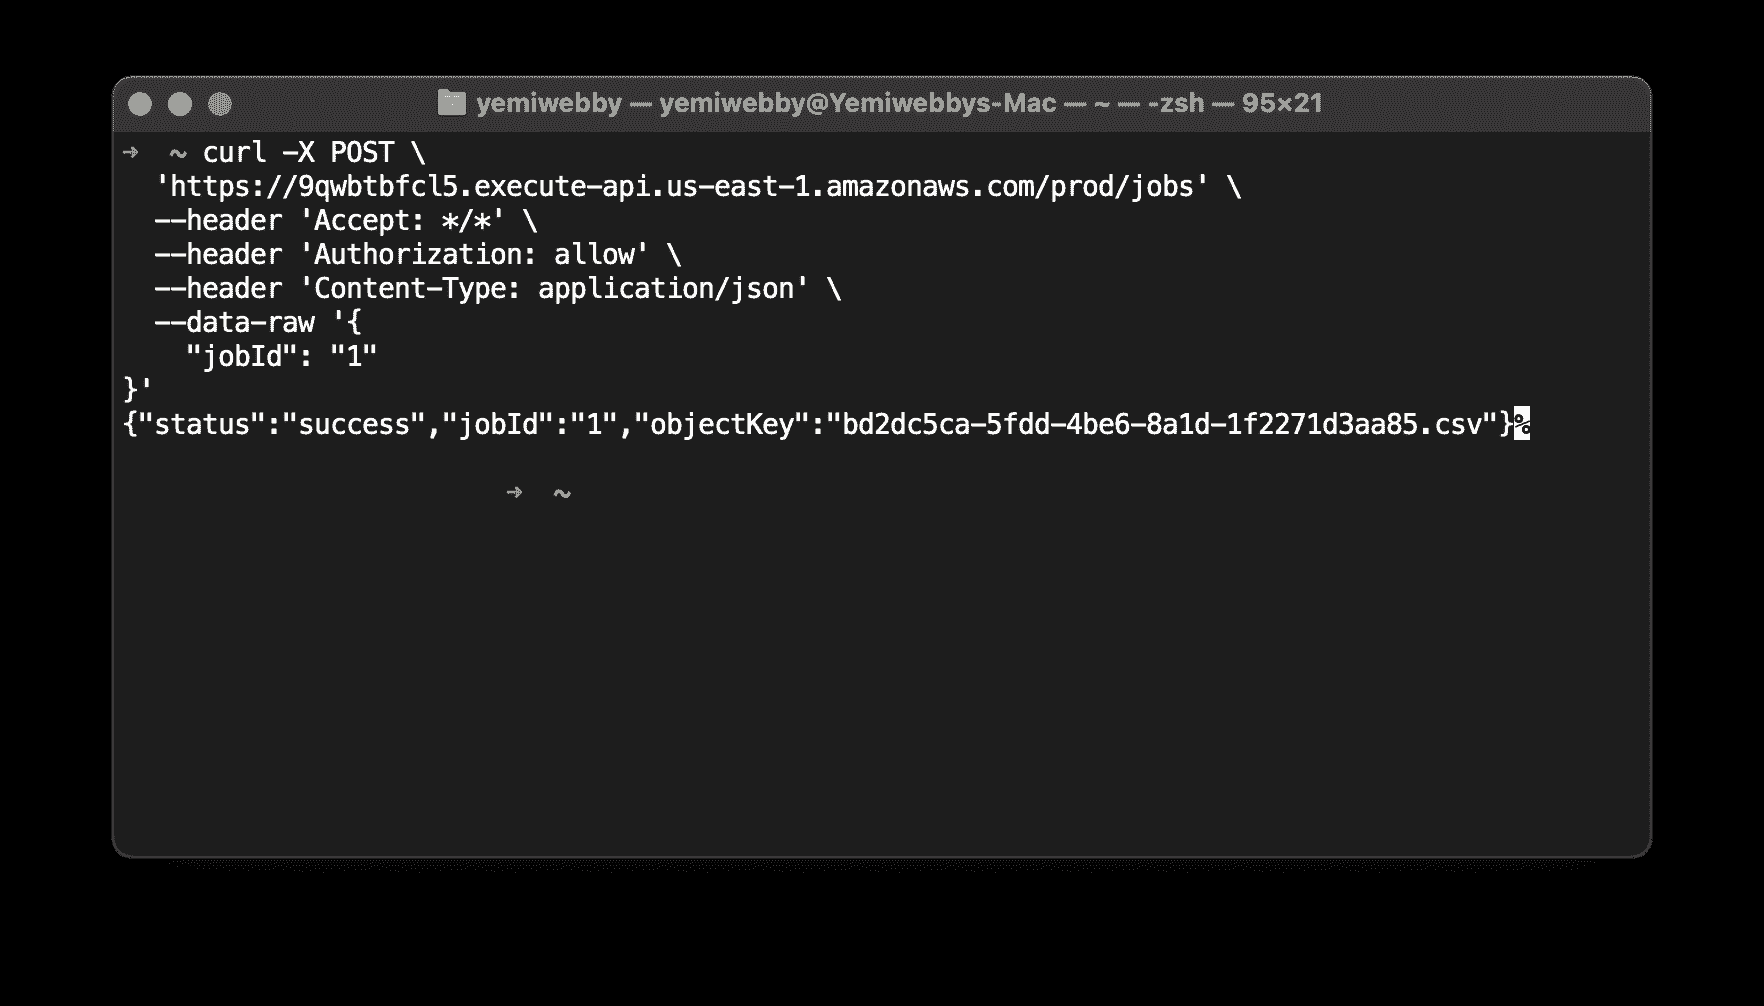 yemiwebby — yemiwebby@Yemiwebbys-Mac — ~ — -zsh — 95×21
→  ~ curl -X POST \
  'https://9qwbtbfcl5.execute-api.us-east-1.amazonaws.com/prod/jobs' \
  --header 'Accept: */*' \
  --header 'Authorization: allow' \
  --header 'Content-Type: application/json' \
  --data-raw '{
    "jobId": "1"
}'
{"status":"success","jobId":"1","objectKey":"bd2dc5ca-5fdd-4be6-8a1d-1f2271d3aa85.csv"}%
→  ~